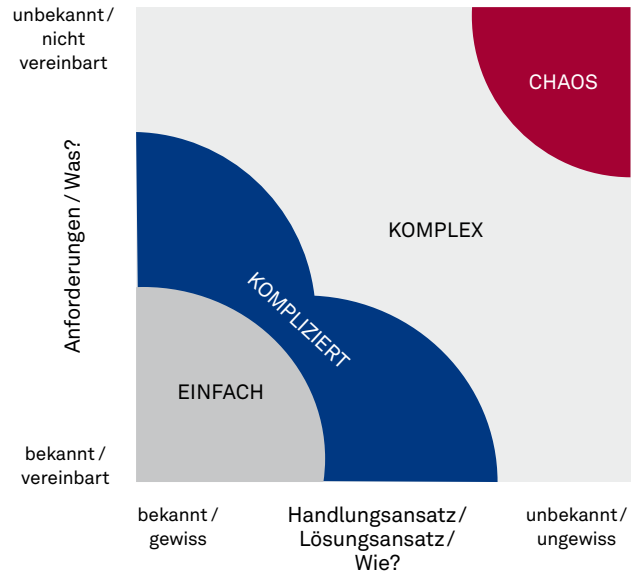 unbekannt /
nicht
vereinbart
CHAOS
Anforderungen / Was?
KOMPLEX
KOMPLIZIERT
EINFACH
bekannt /
vereinbart
bekannt /
gewiss
Handlungsansatz /
Lösungsansatz /
Wie?
unbekannt /
ungewiss